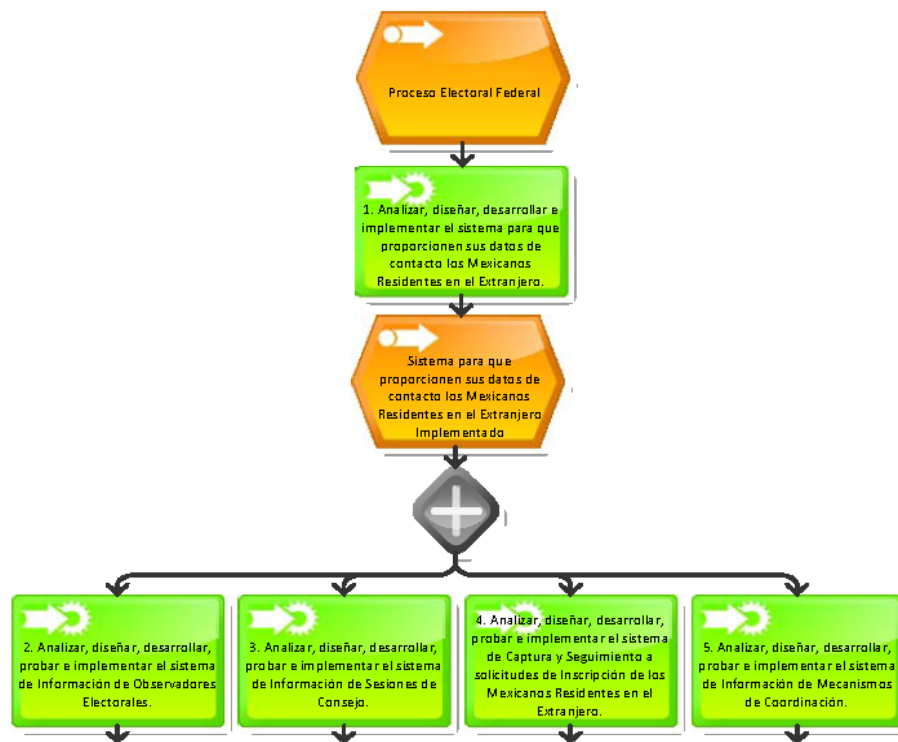 Proceso Electoral Federal
1. Analizar, diseñar, desarrollar e
implementar el sistema para que
proporcionen sus datos de
contacto los Mexicanos
Residentes en el Extranjero.
Sistema para que
proporcionen sus datos de
contacto los Mexicanos
Residentes en el Extranjero
Implementado
2. Analizar, diseñar, desarrollar,
probar e implementar el sistema
de Información de Observadores
Electorales.
3. Analizar, diseñar, desarrollar,
probar e implementar el sistema
de Información de Sesiones de
Consejo.
4. Analizar, diseñar, desarrollar,
probar e implementar el sistema
de Captura y Seguimiento a
solicitudes de Inscripción de los
Mexicanos Residentes en el
Extranjero.
5. Analizar, diseñar, desarrollar,
probar e implementar el sistema
de Información de Mecanismos
de Coordinación.